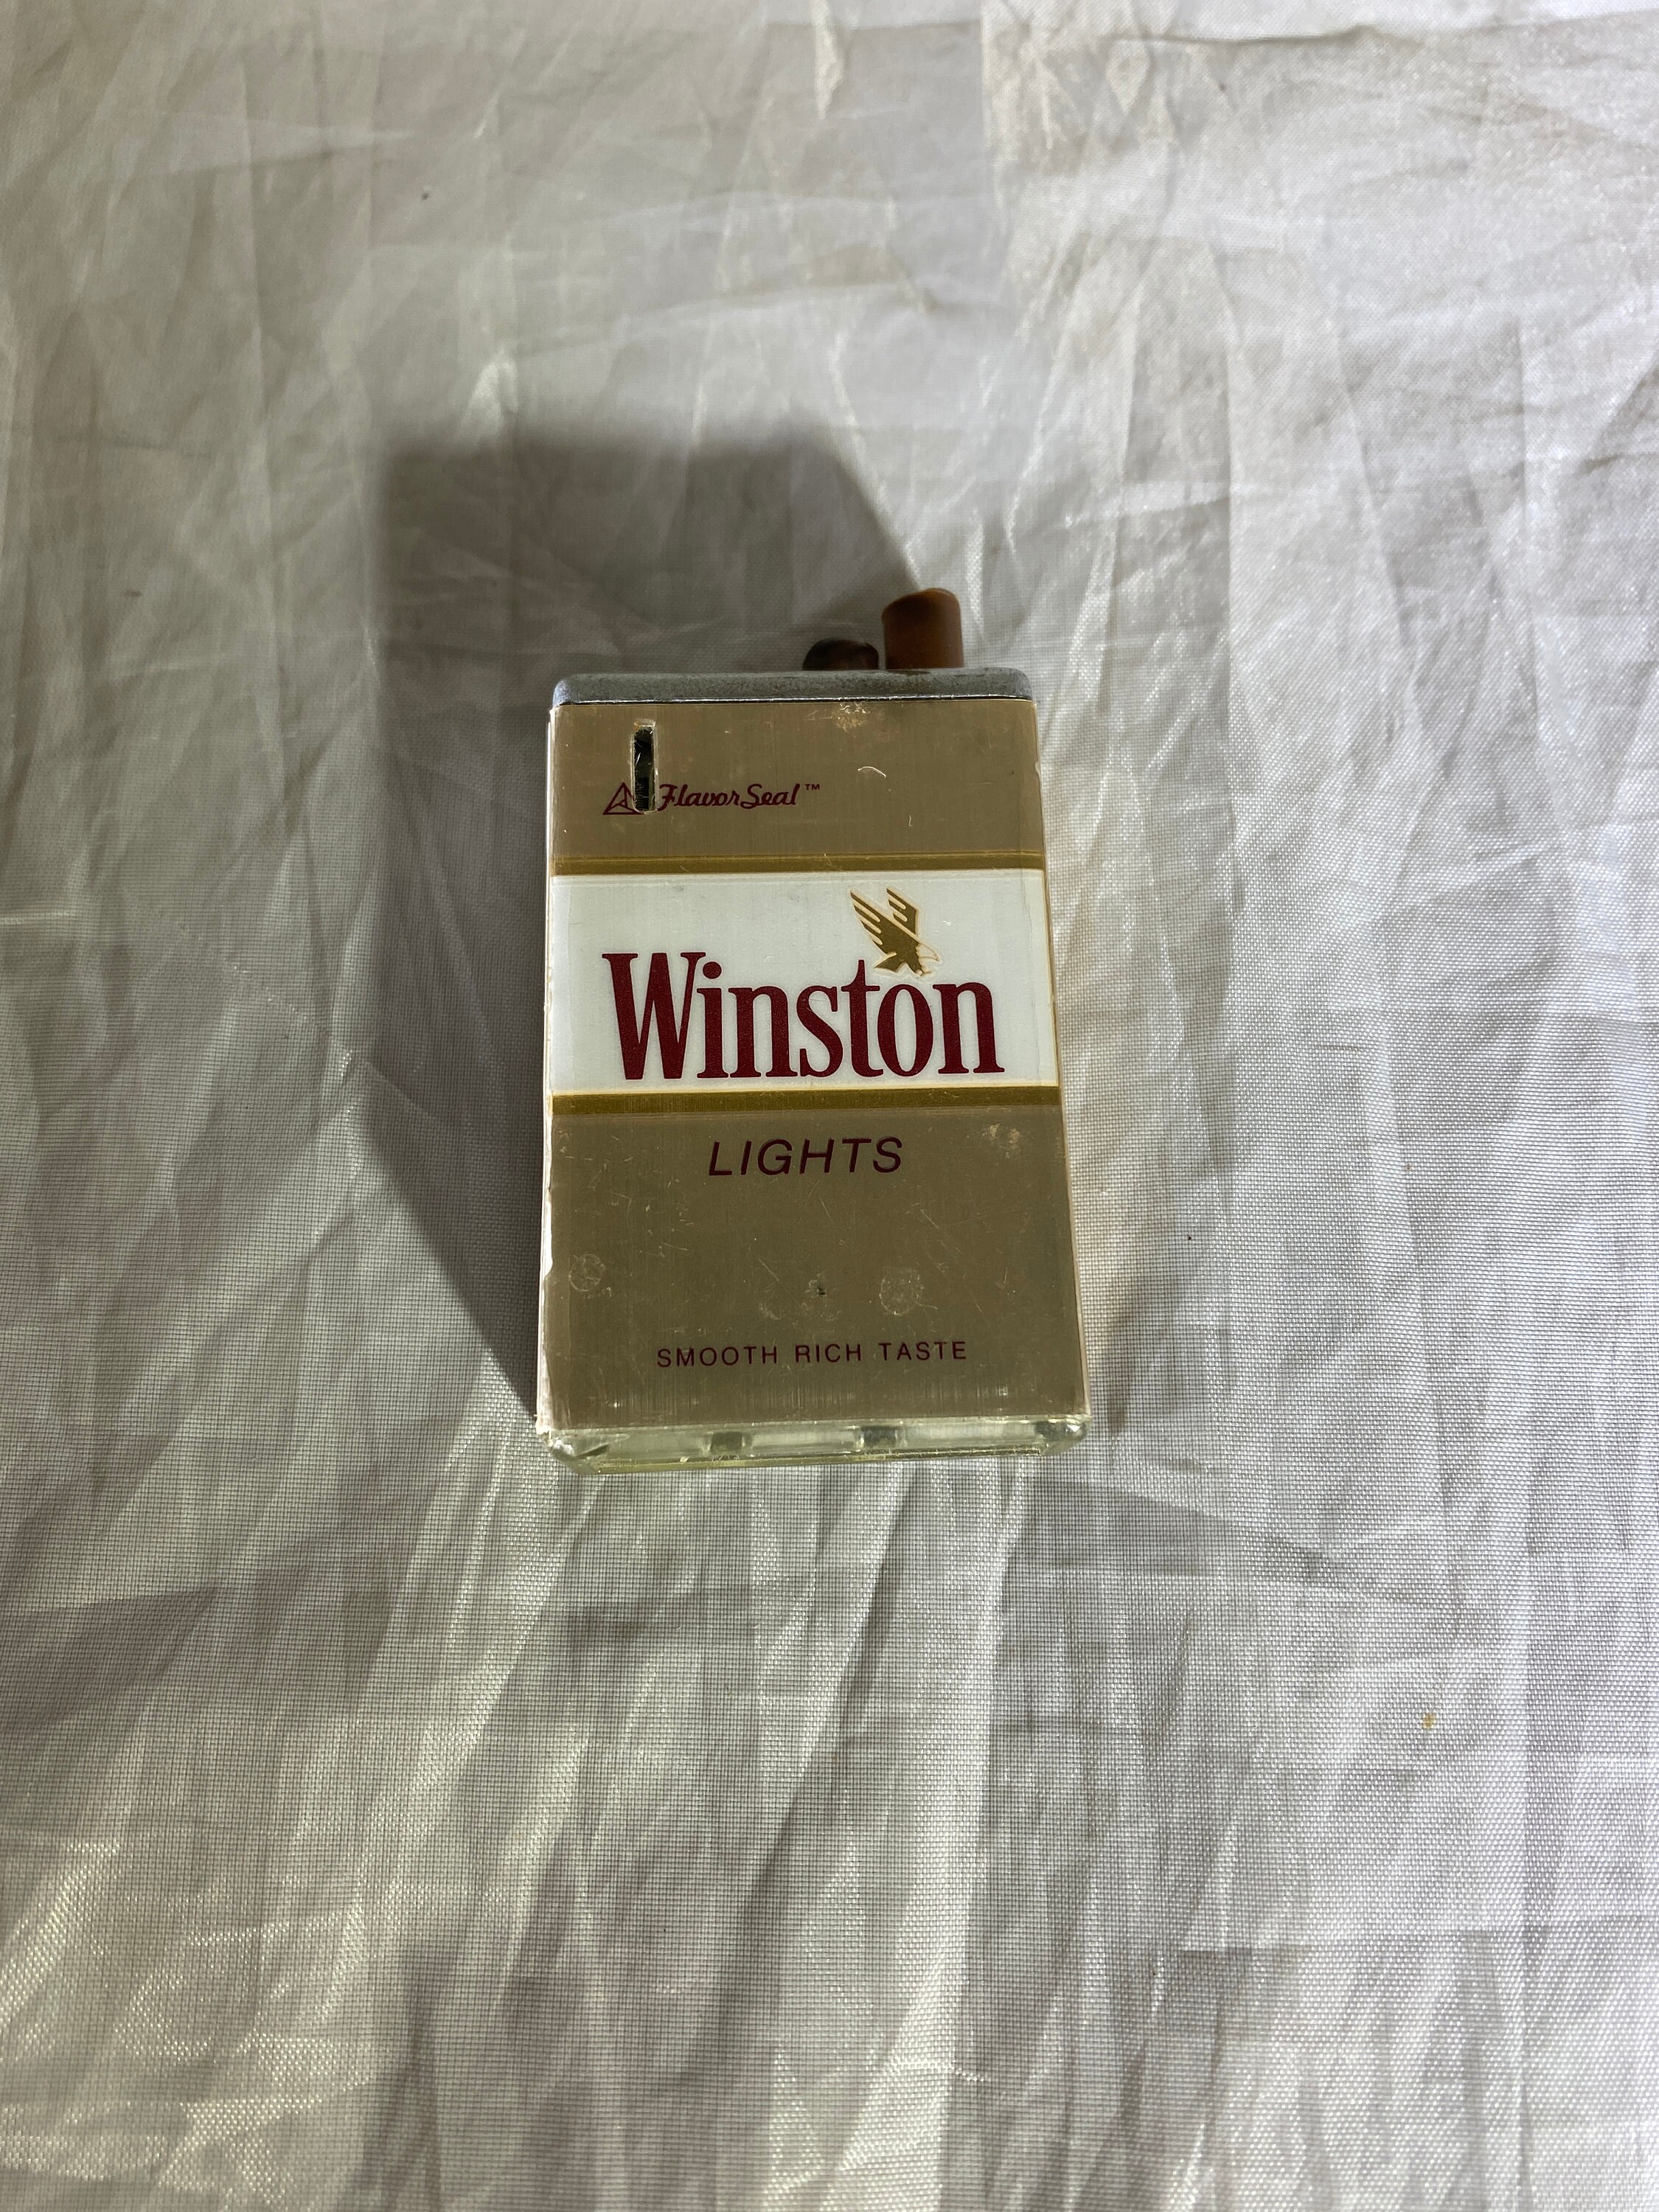 FlavorSeal™
Winston
LIGHTS
SMOOTH RICH TASTE